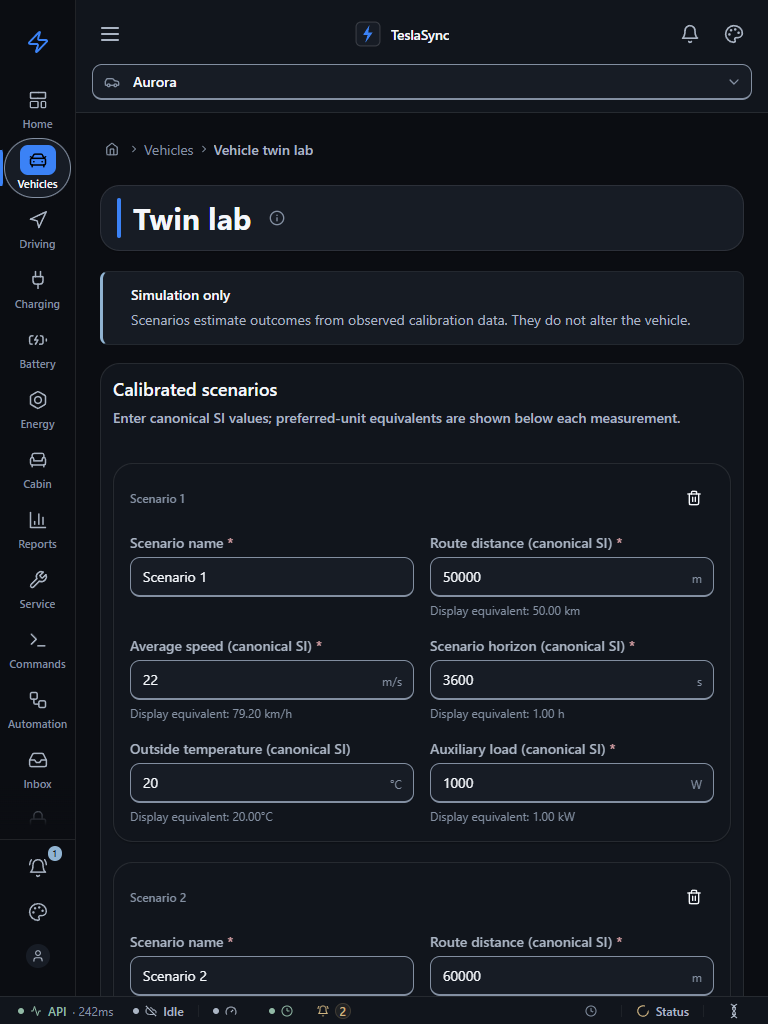 TeslaSync
Aurora
Home
Vehicles
Driving
Charging
Battery
Energy
Cabin
Reports
Service
Commands
Automation
Inbox
1
Vehicles
Vehicle twin lab
Twin lab
Simulation only
Scenarios estimate outcomes from observed calibration data. They do not alter the vehicle.
Calibrated scenarios
Enter canonical SI values; preferred-unit equivalents are shown below each measurement.
Scenario 1
Scenario name *
Scenario 1
Route distance (canonical SI) *
50000 m
Display equivalent: 50.00 km
Average speed (canonical SI) *
22 m/s
Display equivalent: 79.20 km/h
Scenario horizon (canonical SI) *
3600 s
Display equivalent: 1.00 h
Outside temperature (canonical SI)
20 °C
Display equivalent: 20.00°C
Auxiliary load (canonical SI) *
1000 W
Display equivalent: 1.00 kW
Scenario 2
Scenario name *
Scenario 2
Route distance (canonical SI) *
60000 m
API · 242ms
Idle
2
Status